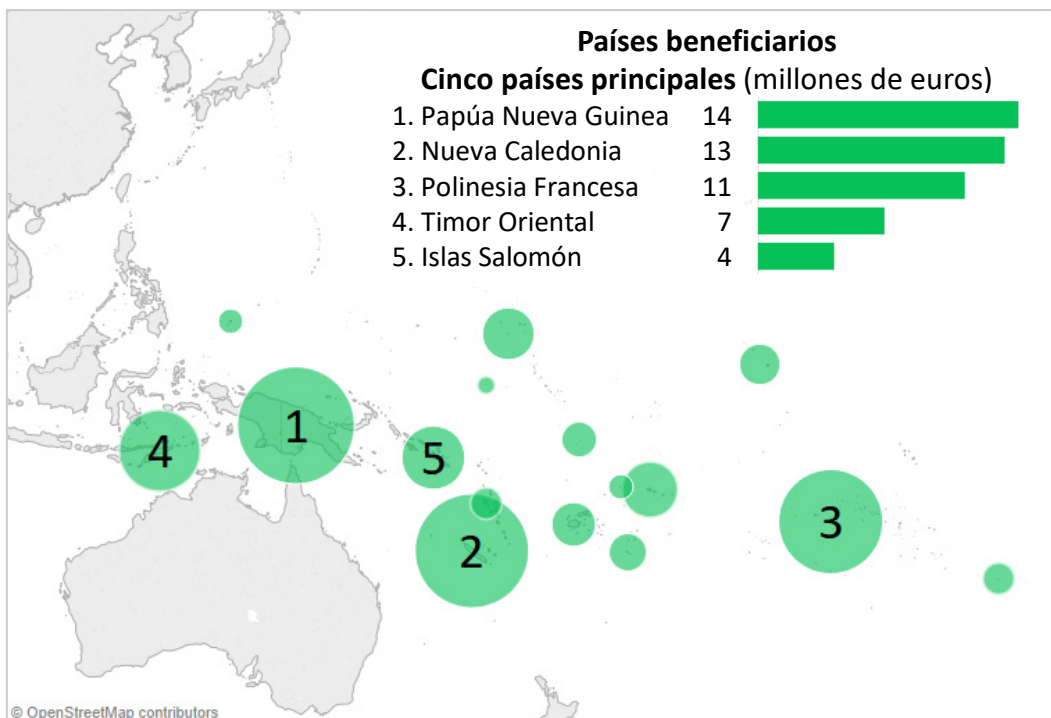 Países beneficiarios
Cinco países principales (millones de euros)
1. Papúa Nueva Guinea 14
2. Nueva Caledonia 13
3. Polinesia Francesa 11
4. Timor Oriental 7
5. Islas Salomón 4
1
4
5
2
3
© OpenStreetMap contributors